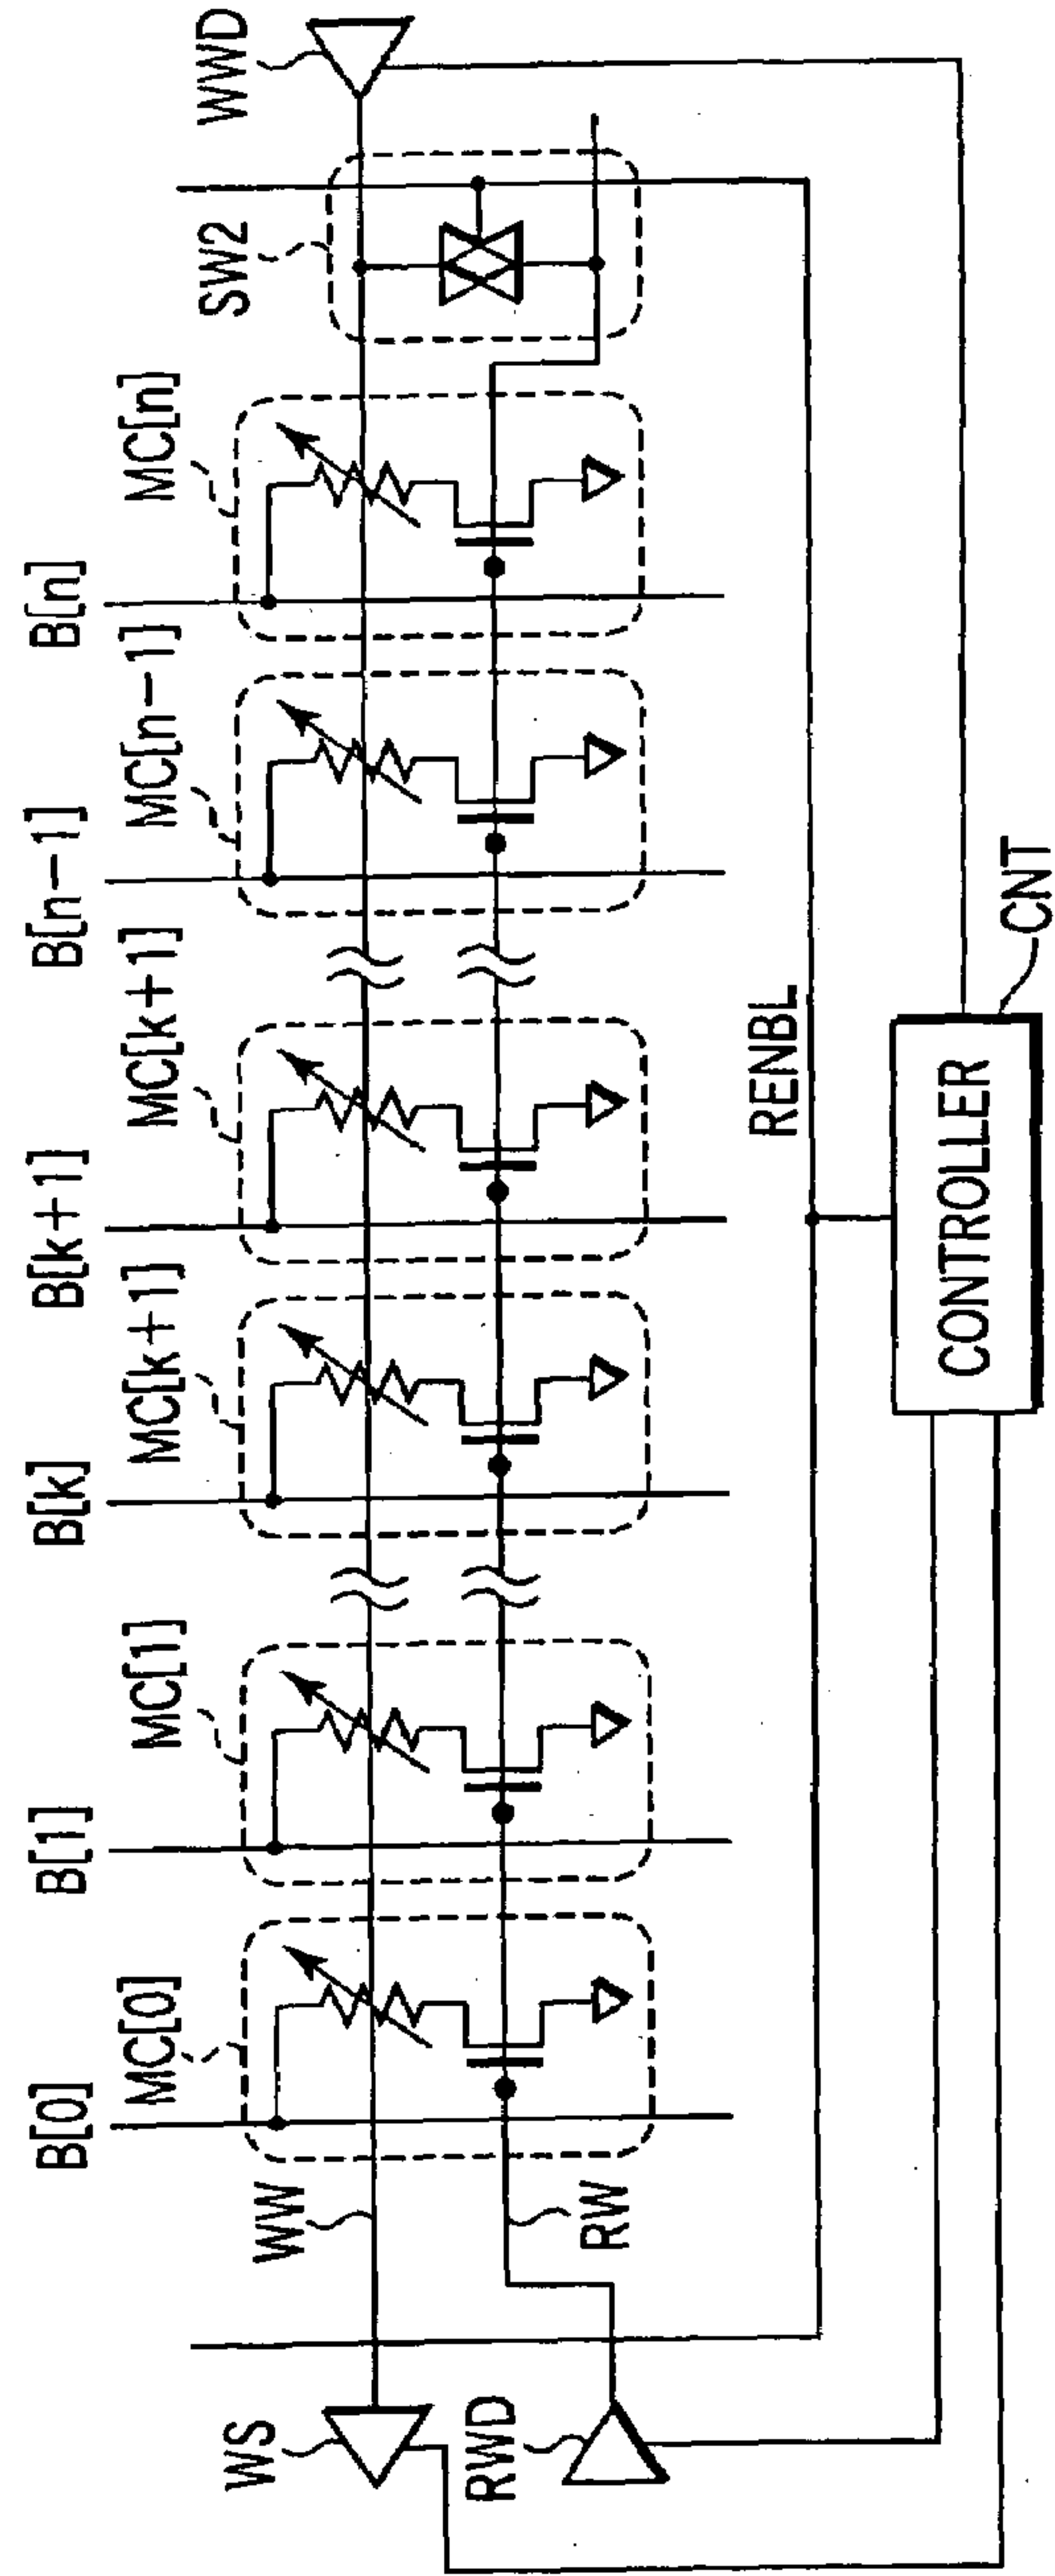 B[0]
B[1]
B[k]
B[k+1]
B[n-1]
B[n]
MC[0]
MC[1]
MC[k+1]
MC[k+1]
MC[n-1]
MC[n]
SW2
WWD
WS
WW
RWD
RW
RENBL
CONTROLLER
CNT